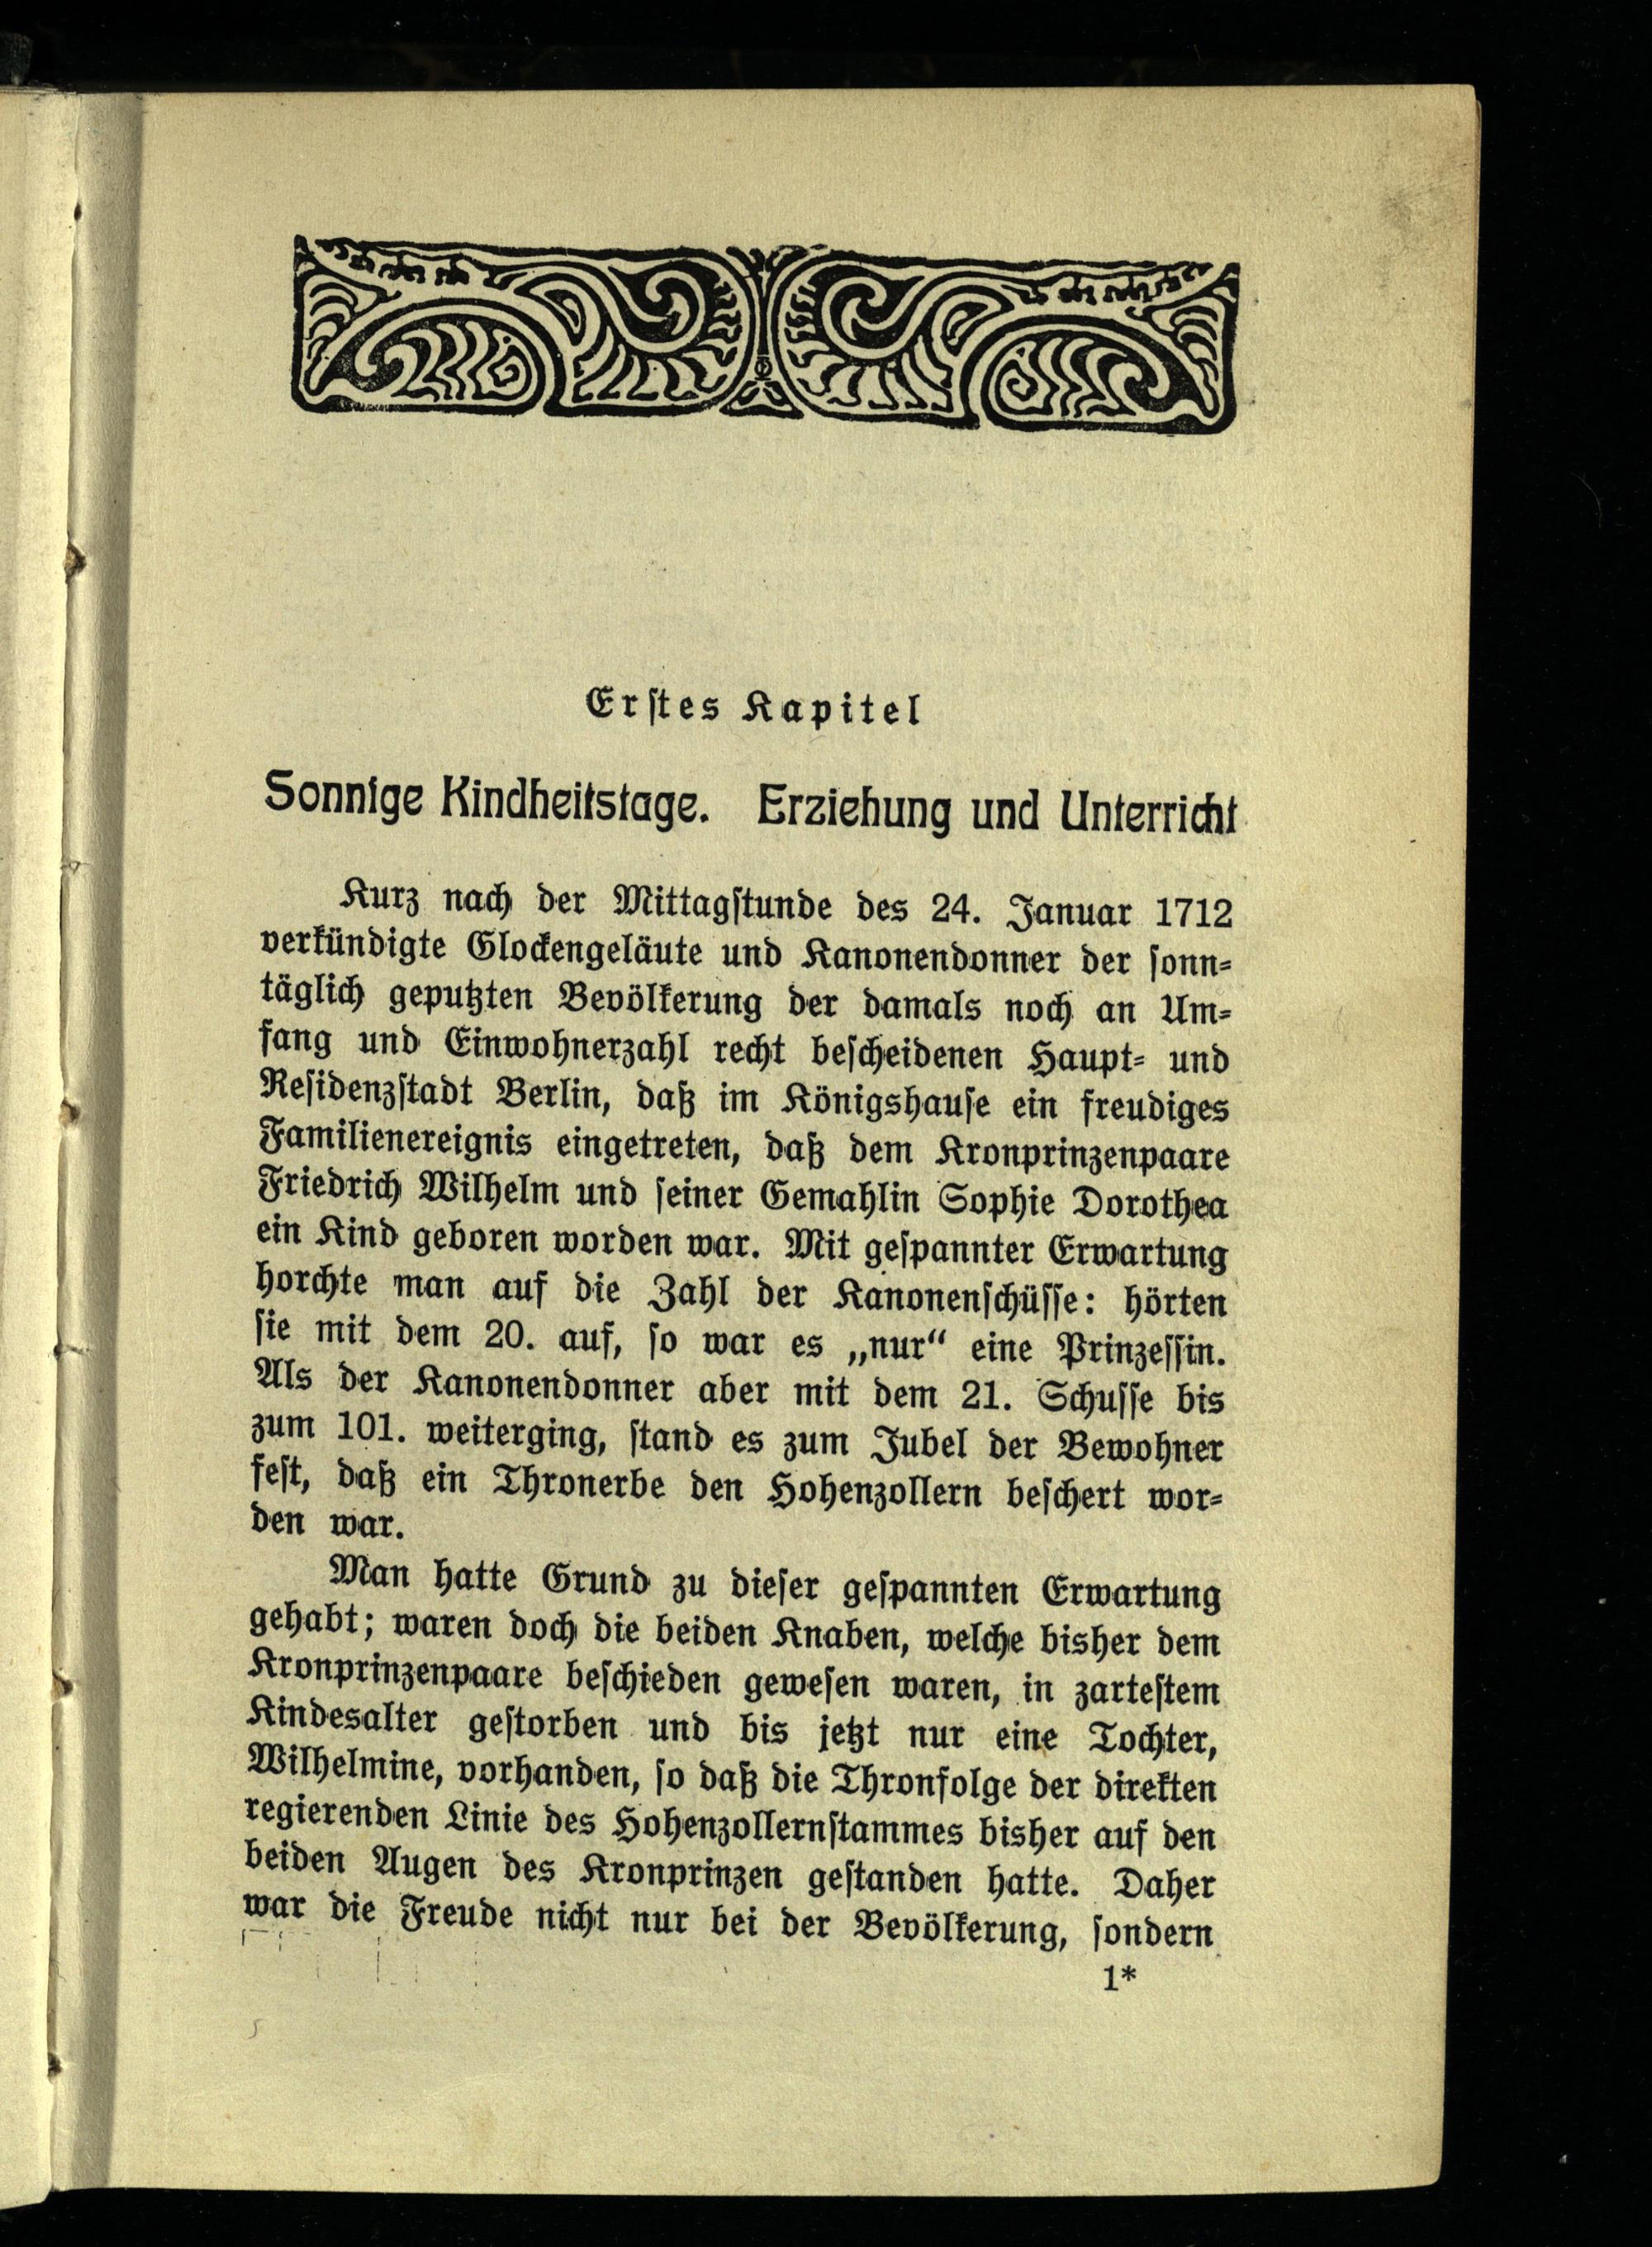 Erstes Kapitel
Sonnige Kindheitstage. Erziehung und Unterricht
Kurz nach der Mittagstunde des 24. Januar 1712
verkündigte Glockengeläute und Kanonendonner der sonn-
täglich geputzten Bevölkerung der damals noch an Um-
fang und Einwohnerzahl recht bescheidenen Haupt- und
Residenzstadt Berlin, daß im Königshause ein freudiges
Familienereignis eingetreten, daß dem Kronprinzenpaare
Friedrich Wilhelm und seiner Gemahlin Sophie Dorothea
ein Kind geboren worden war. Mit gespannter Erwartung
horchte man auf die Zahl der Kanonenschüsse: hörten
sie mit dem 20. auf, so war es „nur“ eine Prinzessin.
Als der Kanonendonner aber mit dem 21. Schusse bis
zum 101. weiterging, stand es zum Jubel der Bewohner
fest, daß ein Thronerbe den Hohenzollern beschert wor-
den war.
Man hatte Grund zu dieser gespannten Erwartung
gehabt; waren doch die beiden Knaben, welche bisher dem
Kronprinzenpaare beschieden gewesen waren, in zartestem
Kindesalter gestorben und bis jetzt nur eine Tochter,
Wilhelmine, vorhanden, so daß die Thronfolge der direkten
regierenden Linie des Hohenzollernstammes bisher auf den
beiden Augen des Kronprinzen gestanden hatte. Daher
war die Freude nicht nur bei der Bevölkerung, sondern
1*